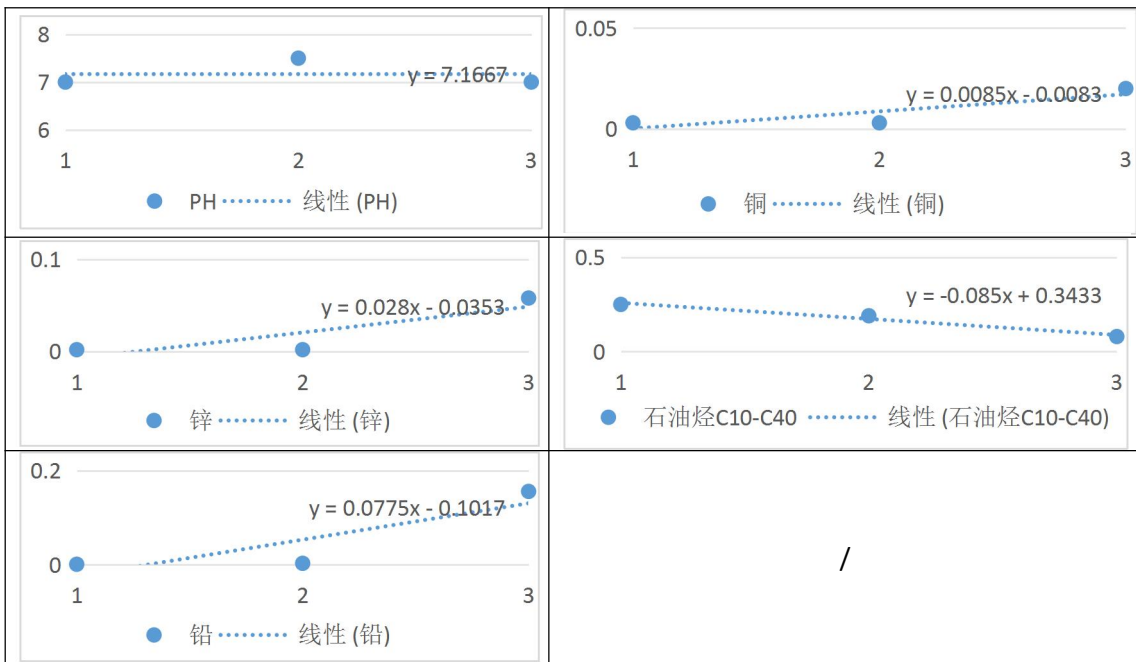 8
7
6
y = 7.1667
1 2 3
PH 线性 (PH)
0.05
0
y = 0.0085x - 0.0083
1 2 3
铜 线性 (铜)
0.1
0
y = 0.028x - 0.0353
1 2 3
锌 线性 (锌)
0.5
0
y = -0.085x + 0.3433
1 2 3
石油烃C10-C40 线性 (石油烃C10-C40)
0.2
0
y = 0.0775x - 0.1017
1 2 3
铅 线性 (铅)
/